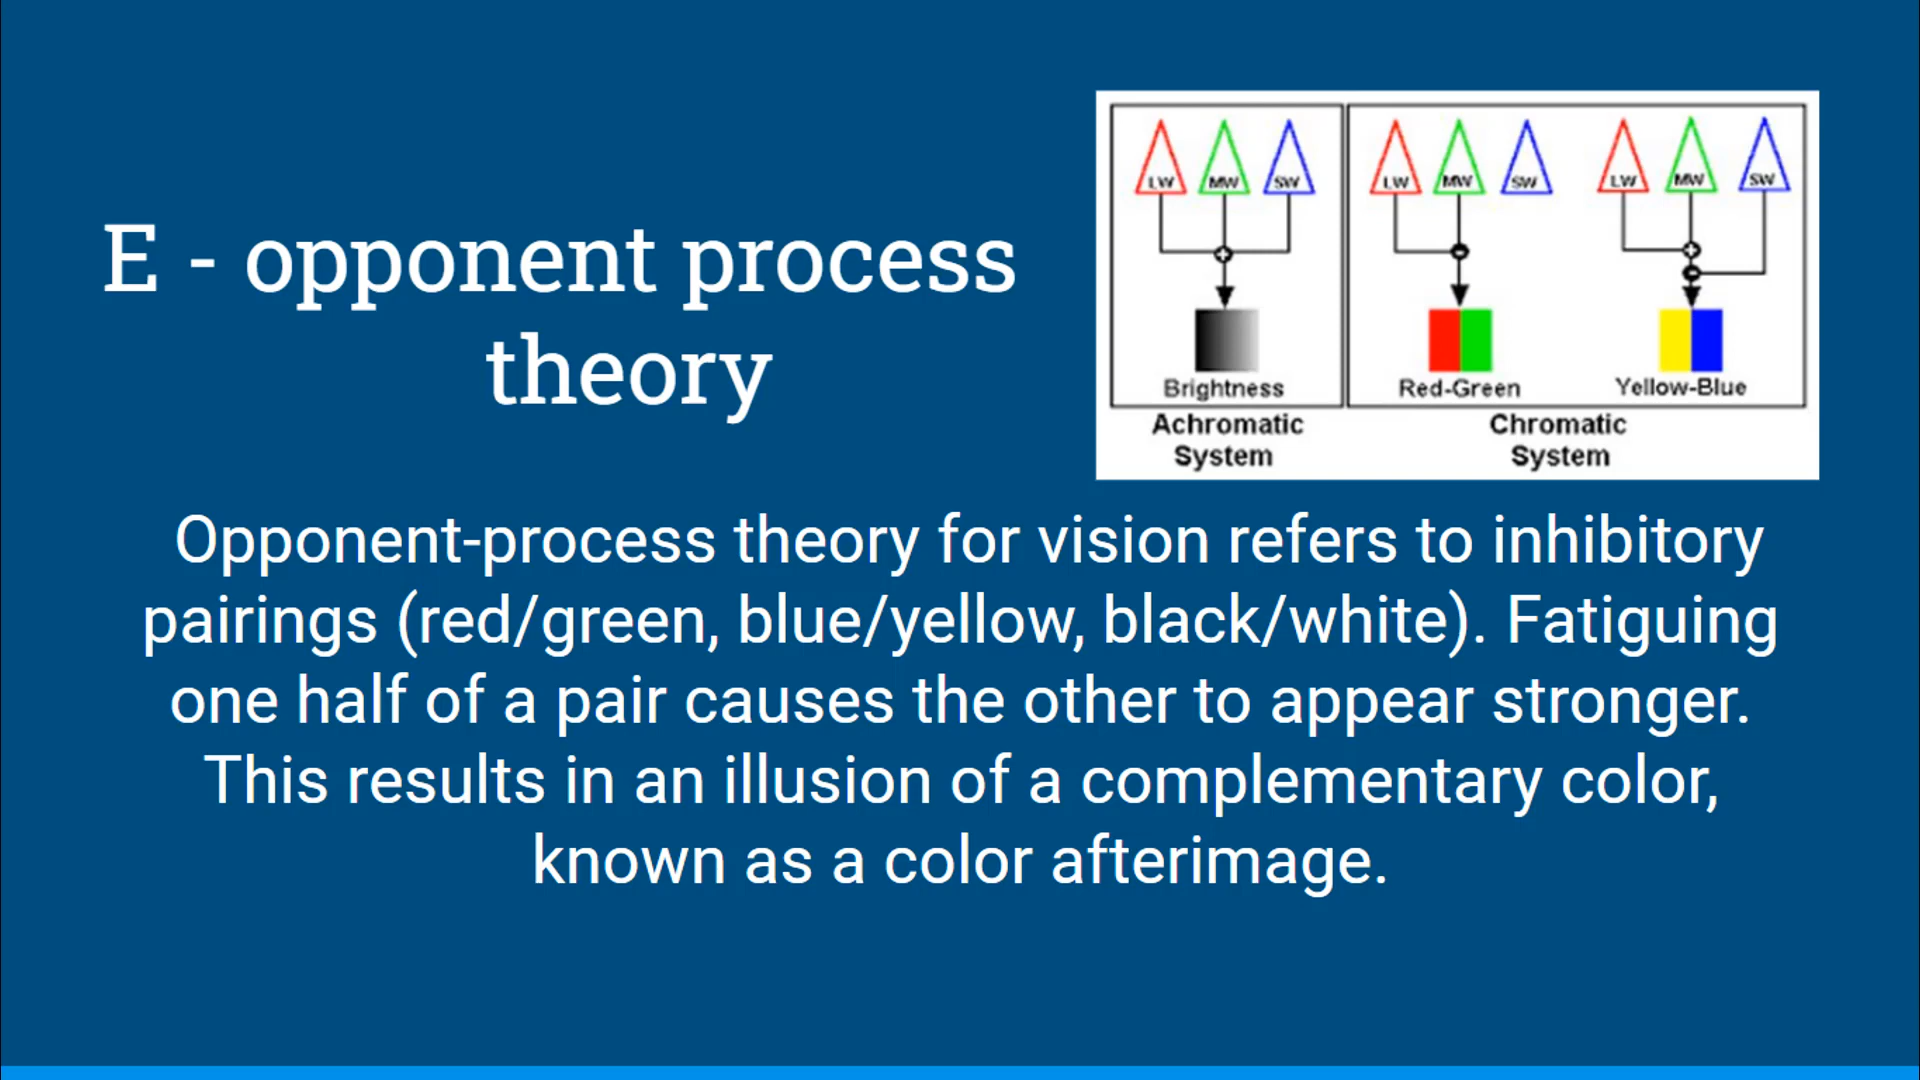 E - opponent process
theory
LW MW SW LW MW SW LW MW SW
Brightness Red-Green Yellow-Blue
Achromatic System
Chromatic System
Opponent-process theory for vision refers to inhibitory
pairings (red/green, blue/yellow, black/white). Fatiguing
one half of a pair causes the other to appear stronger.
This results in an illusion of a complementary color,
known as a color afterimage.